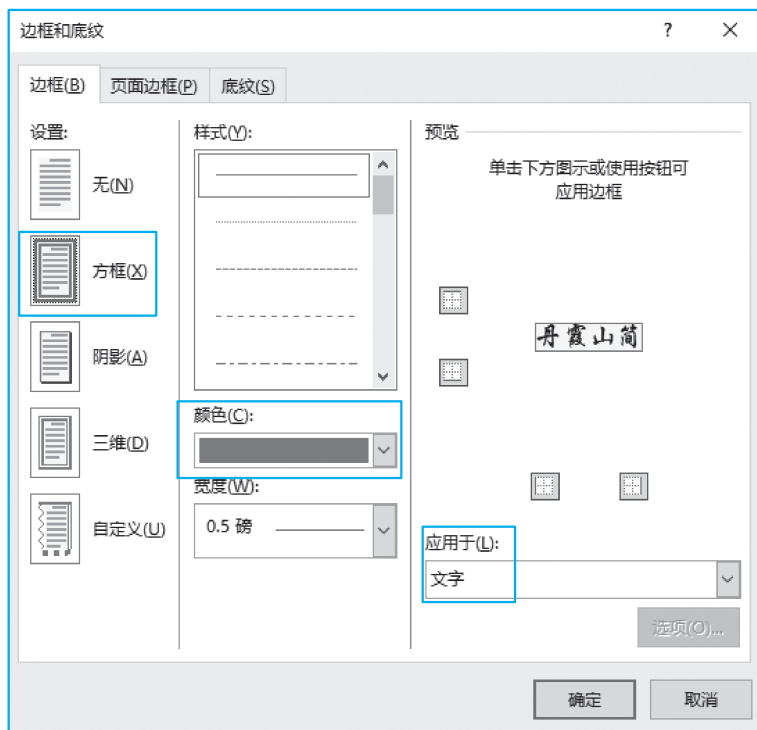 边框和底纹 ? ×
边框(B) 页面边框(P) 底纹(S)
设置:
无(N)
方框(X)
阴影(A)
三维(D)
自定义(U)
样式(Y):
颜色(C):
宽度(W):
0.5 磅
预览
单击下方图示或使用按钮可
应用边框
丹霞山简
应用于(L):
文字
选项(O)...
确定 取消